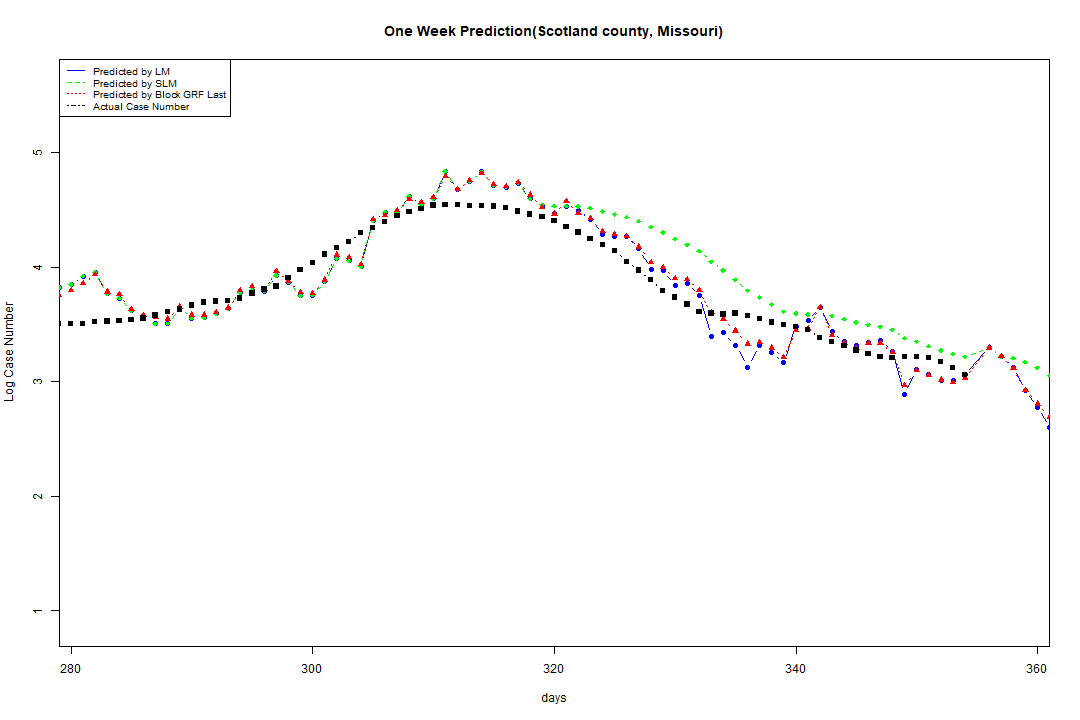 One Week Prediction(Scotland county, Missouri)
Predicted by LM
Predicted by SLM
Predicted by Block GRF Last
Actual Case Number
5
4
3
2
1
Log Case Number
280 300 320 340 360
days